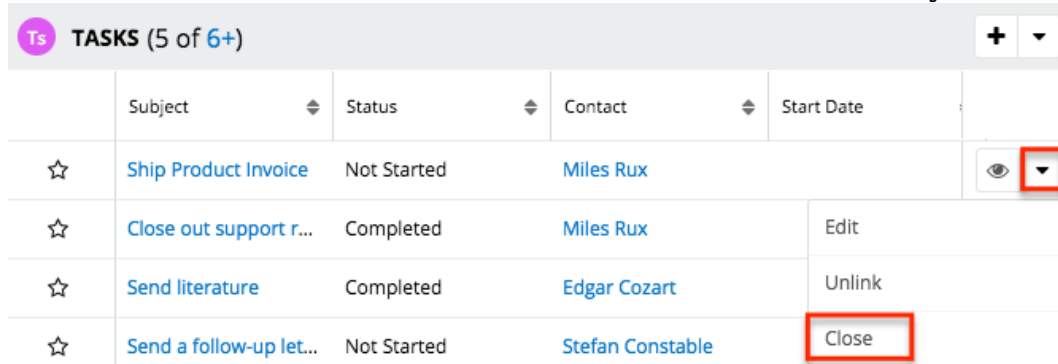 Ts TASKS (5 of 6+)
Subject Status Contact Start Date
Ship Product Invoice Not Started Miles Rux
Close out support r... Completed Miles Rux
Edit
Send literature Completed Edgar Cozart
Unlink
Send a follow-up let... Not Started Stefan Constable
Close